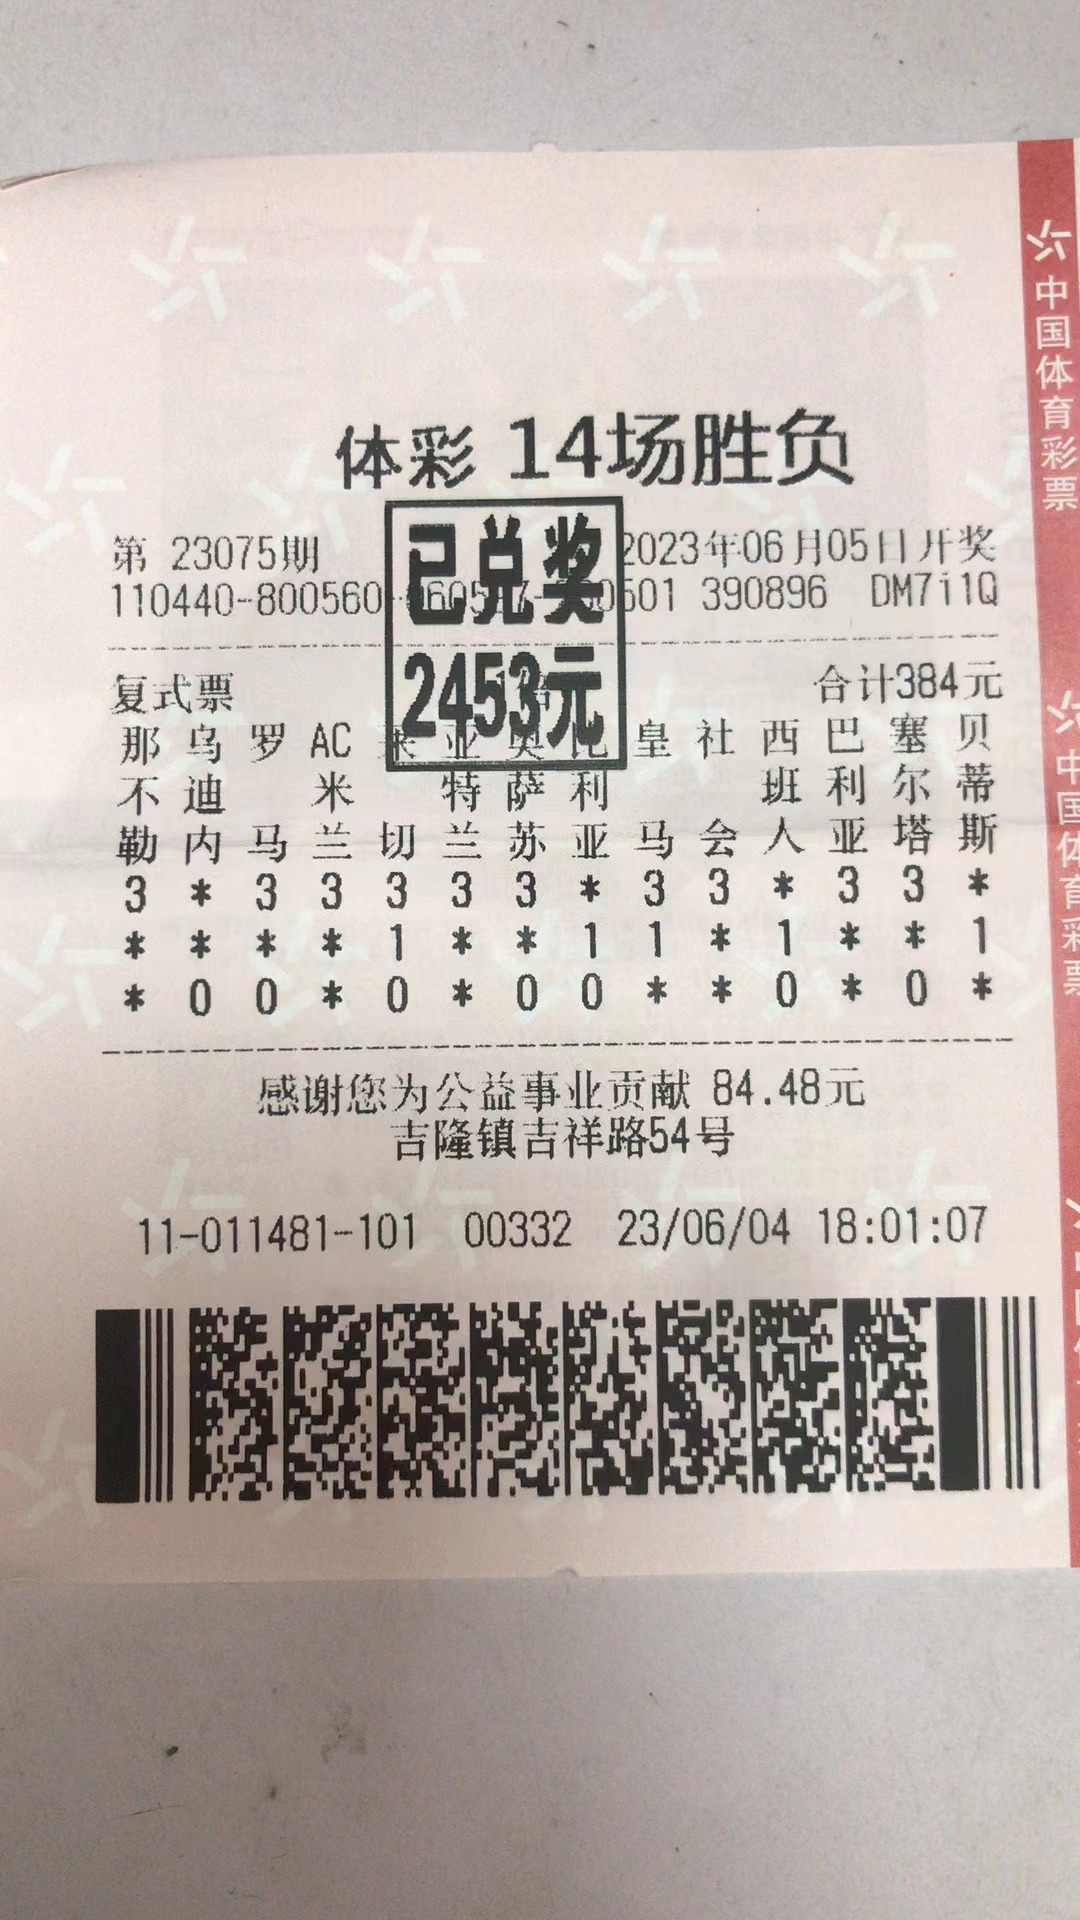 体彩 14场胜负
第 23075期 2023年06月05日开奖
110440-800560 0501 390896 DM7i1Q
已兑奖
2453元
复式票 合计384元
那 乌 罗 AC 莱 亚 奥 比 皇 社 西 巴 塞 贝
不 迪 米 特 萨 利 班 利 尔 蒂
勒 内 马 兰 切 兰 苏 亚 马 会 人 亚 塔 斯
3 * 3 3 3 3 3 * 3 3 * 3 3 *
* * * * 1 * * 1 1 * 1 * * 1
* 0 0 * 0 * 0 0 * * 0 * 0 *
感谢您为公益事业贡献 84.48元
吉隆镇吉祥路54号
11-011481-101 00332 23/06/04 18:01:07
中国体育彩票
中国体育彩票